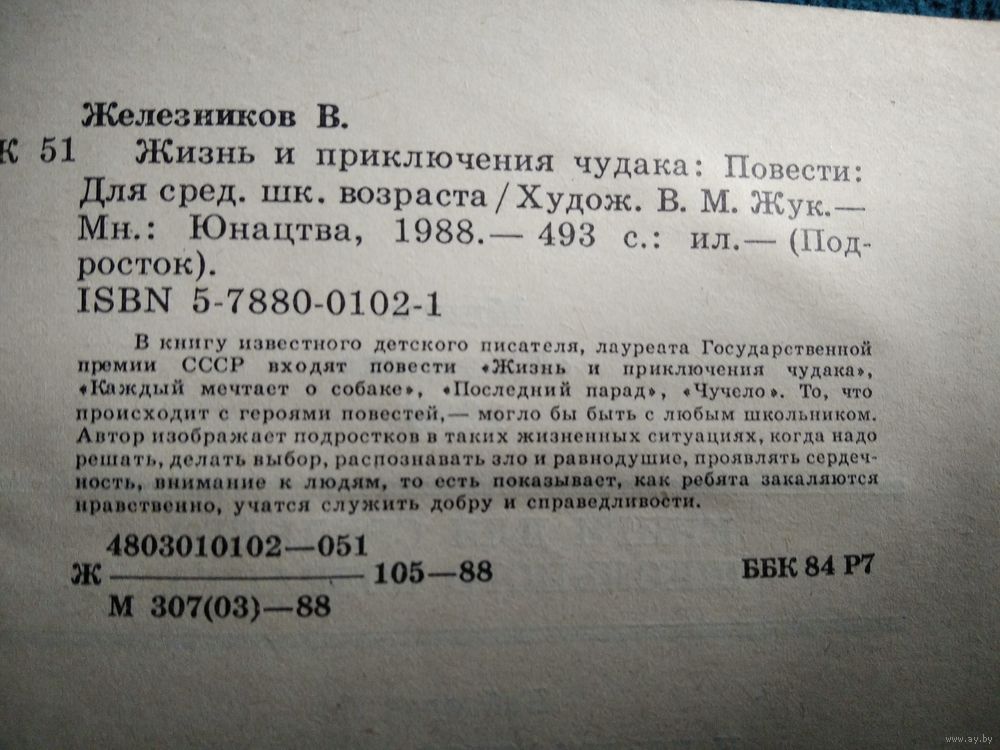 Железников В.
К 51 Жизнь и приключения чудака: Повести:
Для сред. шк. возраста / Худож. В. М. Жук.—
Мн.: Юнацтва, 1988.— 493 с.: ил.— (Под-
росток).
ISBN 5-7880-0102-1
В книгу известного детского писателя, лауреата Государственной
премии СССР входят повести «Жизнь и приключения чудака»,
«Каждый мечтает о собаке», «Последний парад», «Чучело». То, что
происходит с героями повестей,— могло бы быть с любым школьником.
Автор изображает подростков в таких жизненных ситуациях, когда надо
решать, делать выбор, распознавать зло и равнодушие, проявлять сердеч-
ность, внимание к людям, то есть показывает, как ребята закаляются
нравственно, учатся служить добру и справедливости.
4803010102—051
Ж ——— 105—88
М 307(03)—88
ББК 84 Р7
www.ay.by